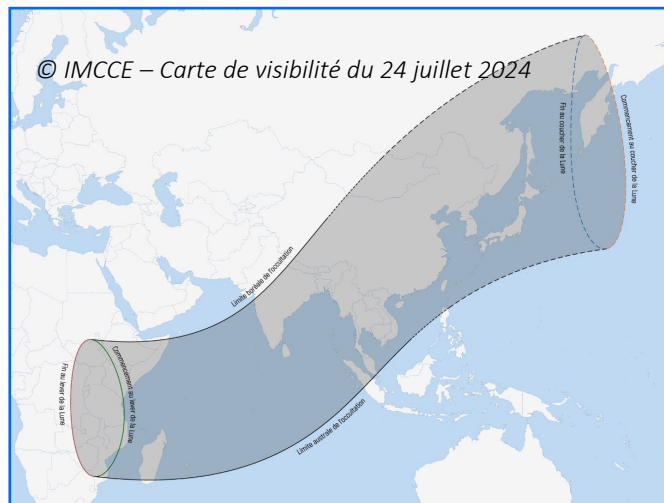 © IMCCE – Carte de visibilité du 24 juillet 2024
Fin au coucher de la Lune
Commencement au coucher de la Lune
Limite boréale de l'occultation
Commencement au lever de la Lune
Fin au lever de la Lune
Limite australe de l'occultation